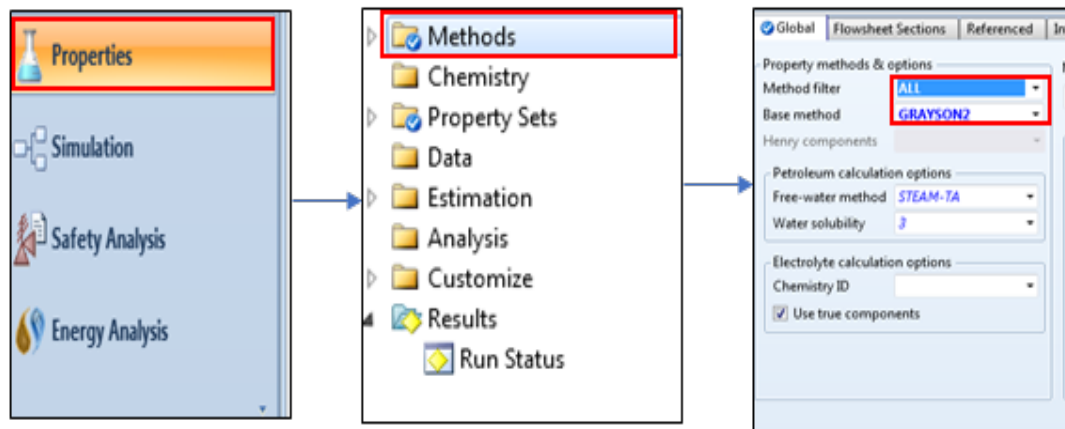 Properties
Simulation
Safety Analysis
Energy Analysis
Methods
Chemistry
Property Sets
Data
Estimation
Analysis
Customize
Results
Run Status
Global Flowsheet Sections Referenced
Property methods & options
Method filter ALL
Base method GRAYSON2
Henry components
Petroleum calculation options
Free-water method STEAM-TA
Water solubility 3
Electrolyte calculation options
Chemistry ID
Use true components